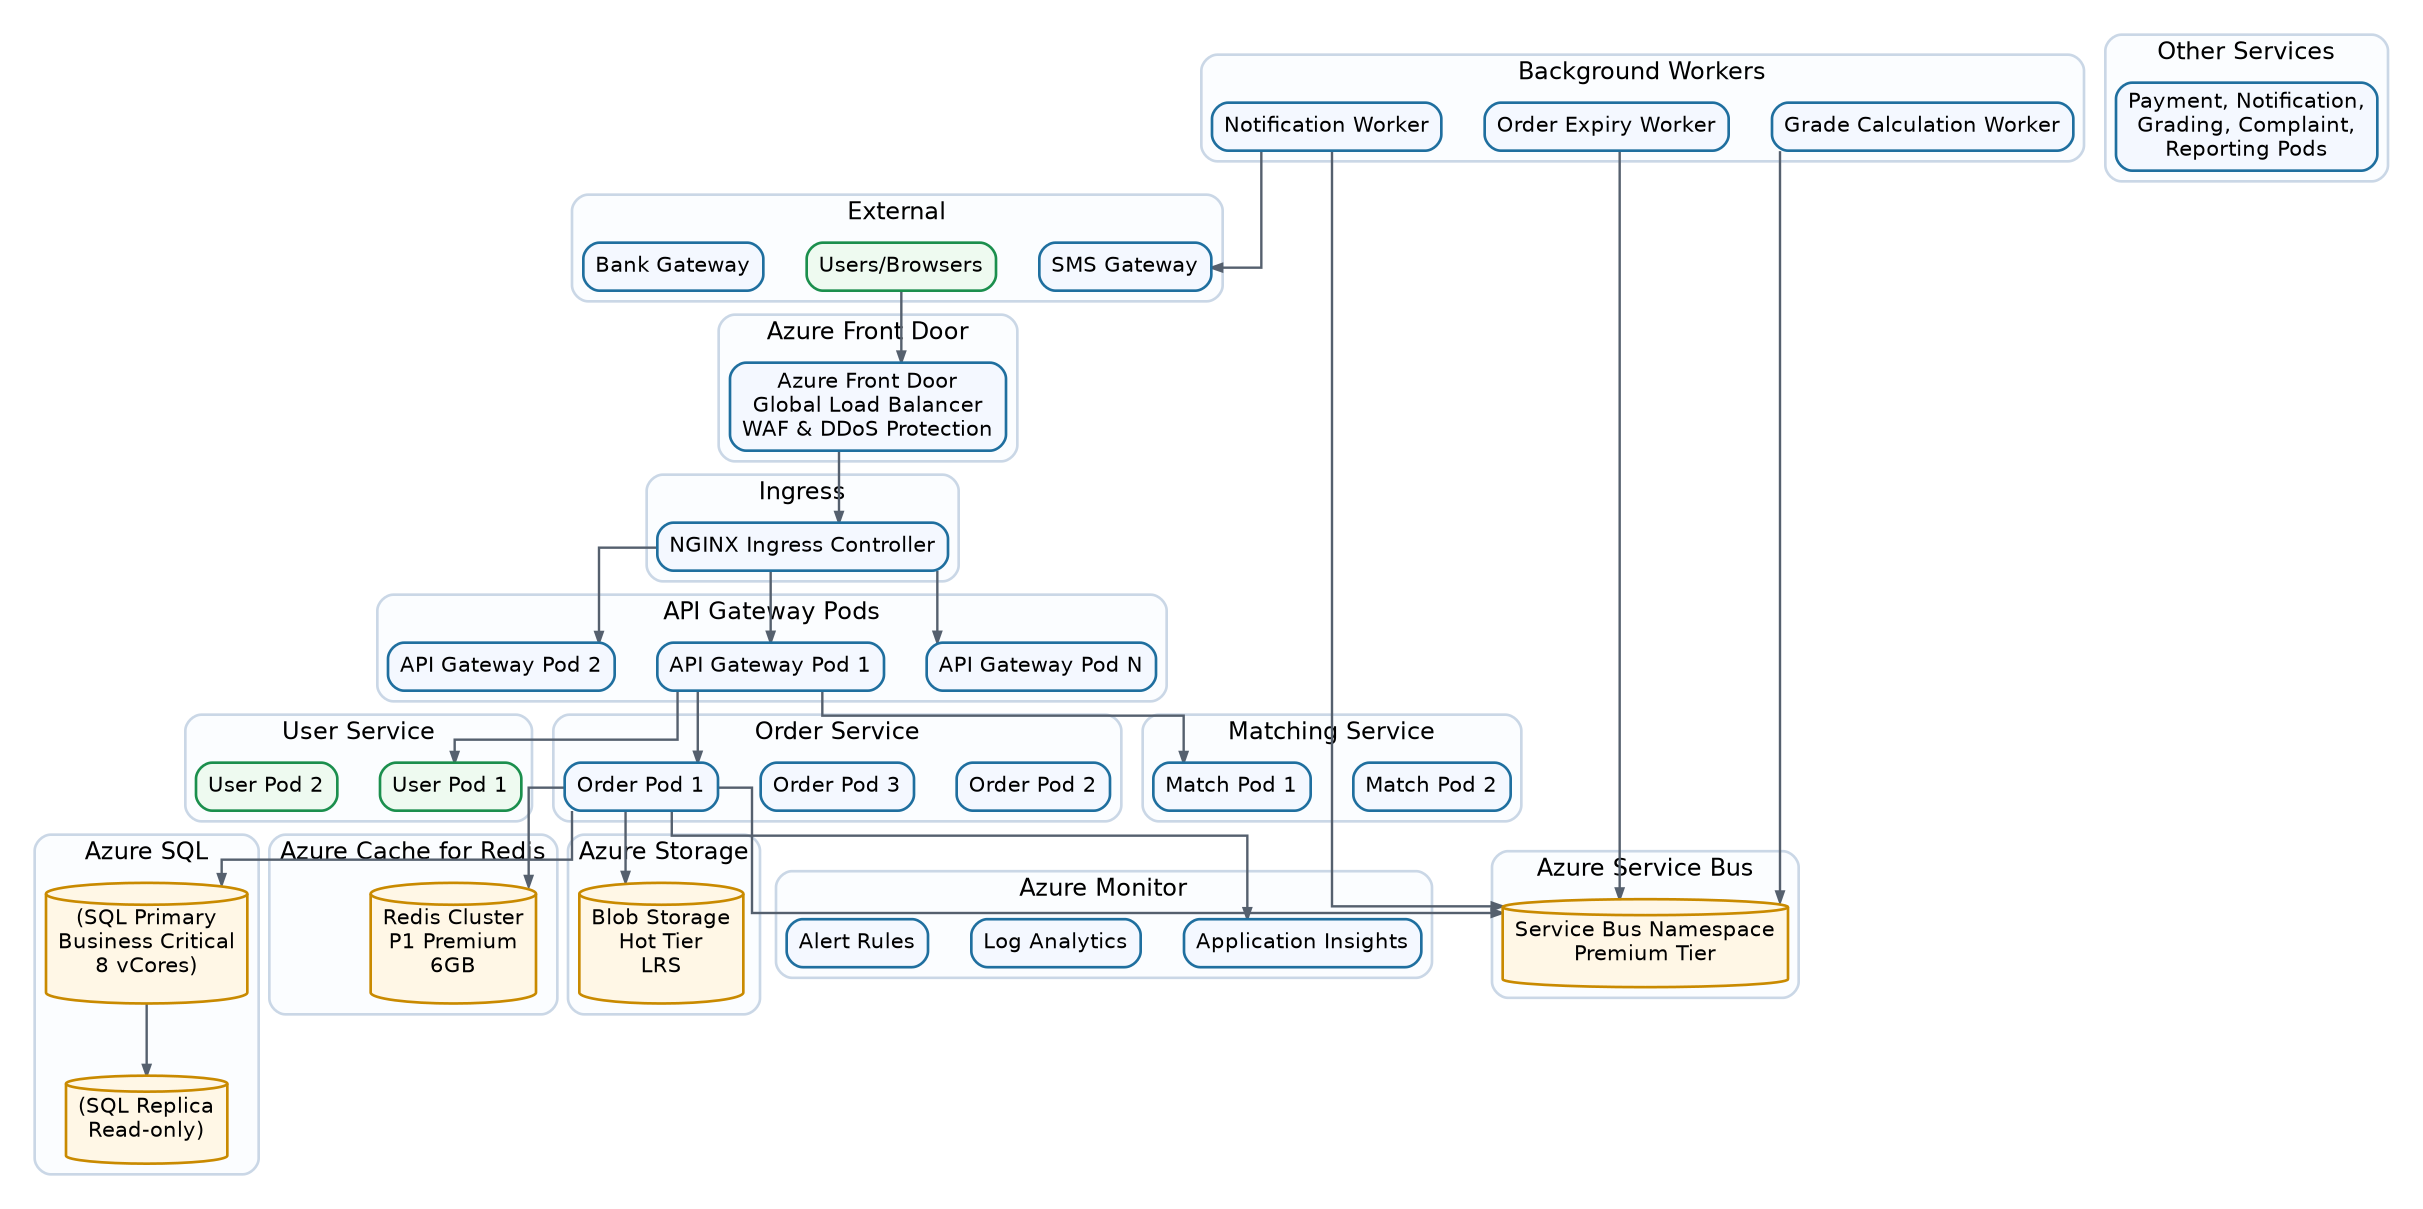 Other Services
Payment, Notification,
Grading, Complaint,
Reporting Pods
Background Workers
Notification Worker
Order Expiry Worker
Grade Calculation Worker
External
Bank Gateway
Users/Browsers
SMS Gateway
Azure Front Door
Azure Front Door
Global Load Balancer
WAF & DDoS Protection
Ingress
NGINX Ingress Controller
API Gateway Pods
API Gateway Pod 2
API Gateway Pod 1
API Gateway Pod N
User Service
User Pod 2
User Pod 1
Order Service
Order Pod 1
Order Pod 3
Order Pod 2
Matching Service
Match Pod 1
Match Pod 2
Azure SQL
(SQL Primary
Business Critical
8 vCores)
(SQL Replica
Read-only)
Azure Cache for Redis
Redis Cluster
P1 Premium
6GB
Azure Storage
Blob Storage
Hot Tier
LRS
Azure Monitor
Alert Rules
Log Analytics
Application Insights
Azure Service Bus
Service Bus Namespace
Premium Tier